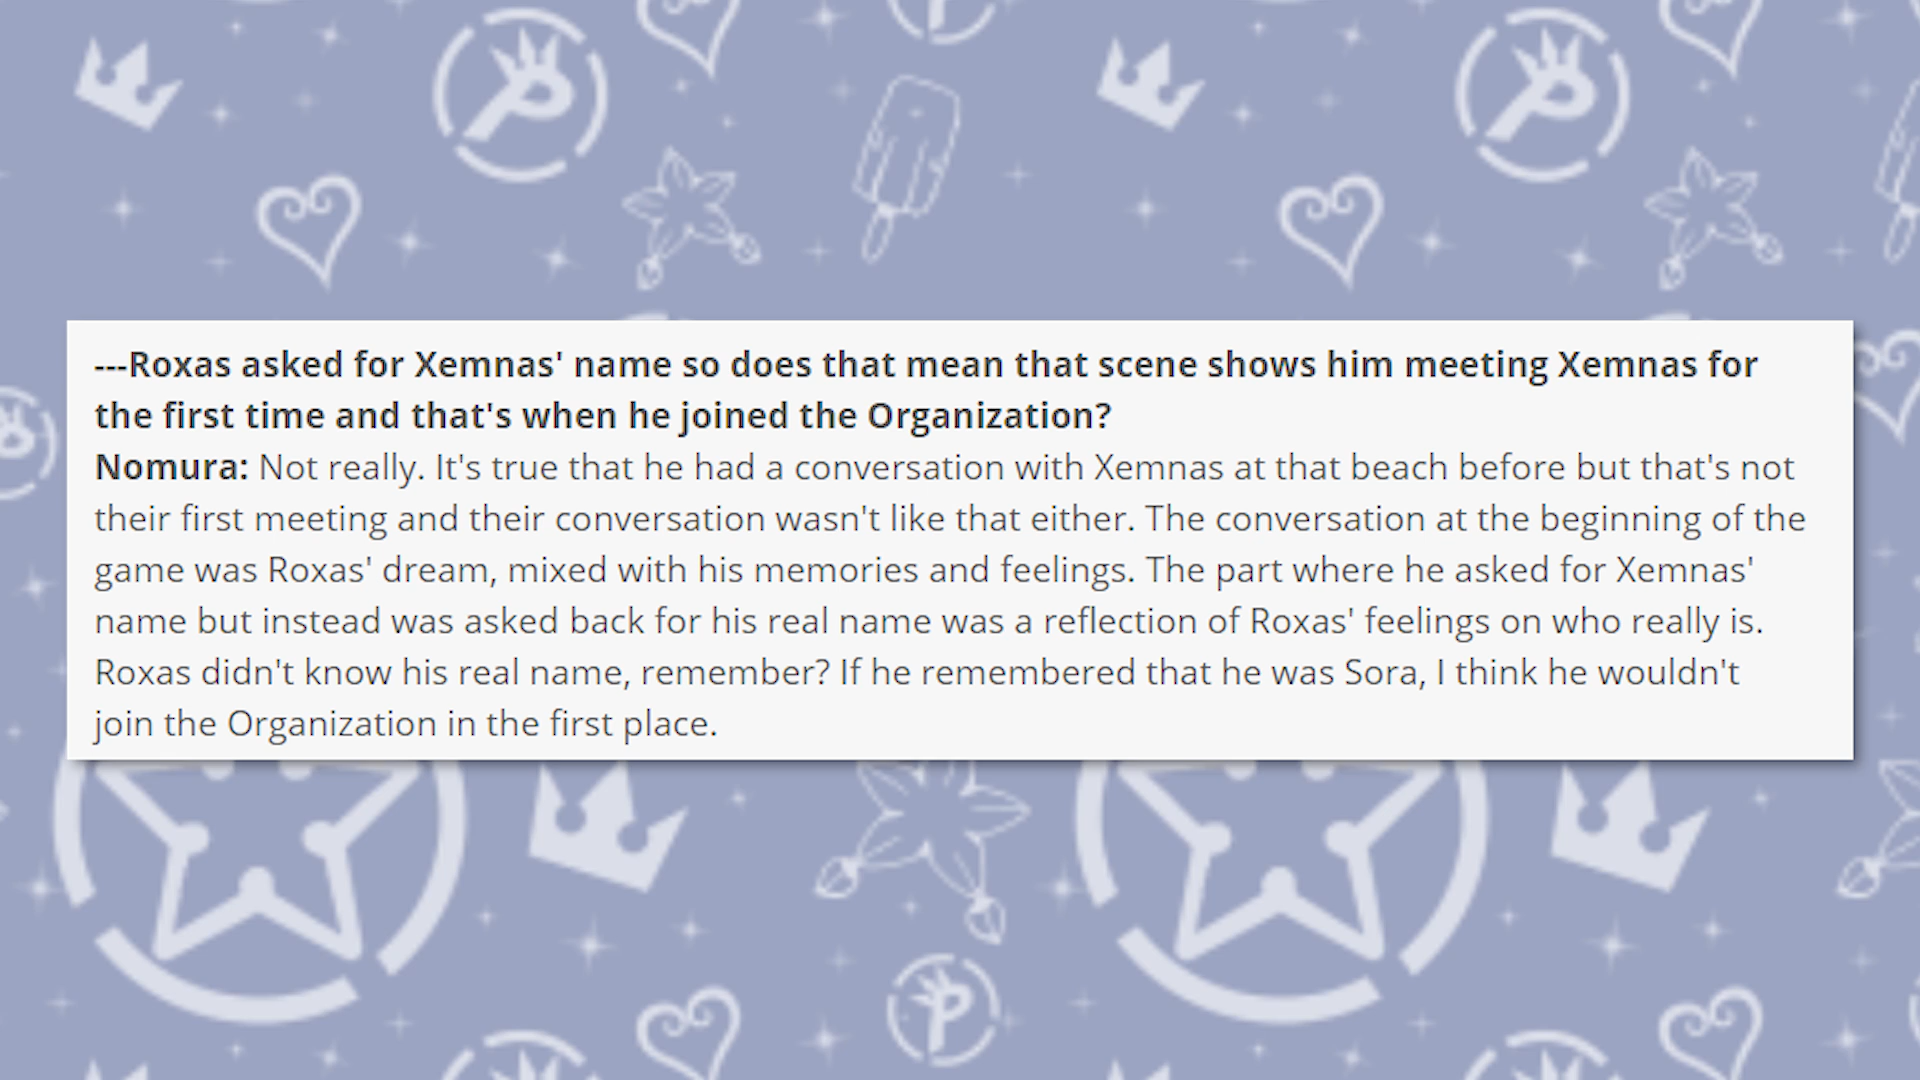 ---Roxas asked for Xemnas' name so does that mean that scene shows him meeting Xemnas for
the first time and that's when he joined the Organization?
Nomura: Not really. It's true that he had a conversation with Xemnas at that beach before but that's not
their first meeting and their conversation wasn't like that either. The conversation at the beginning of the
game was Roxas' dream, mixed with his memories and feelings. The part where he asked for Xemnas'
name but instead was asked back for his real name was a reflection of Roxas' feelings on who really is.
Roxas didn't know his real name, remember? If he remembered that he was Sora, I think he wouldn't
join the Organization in the first place.